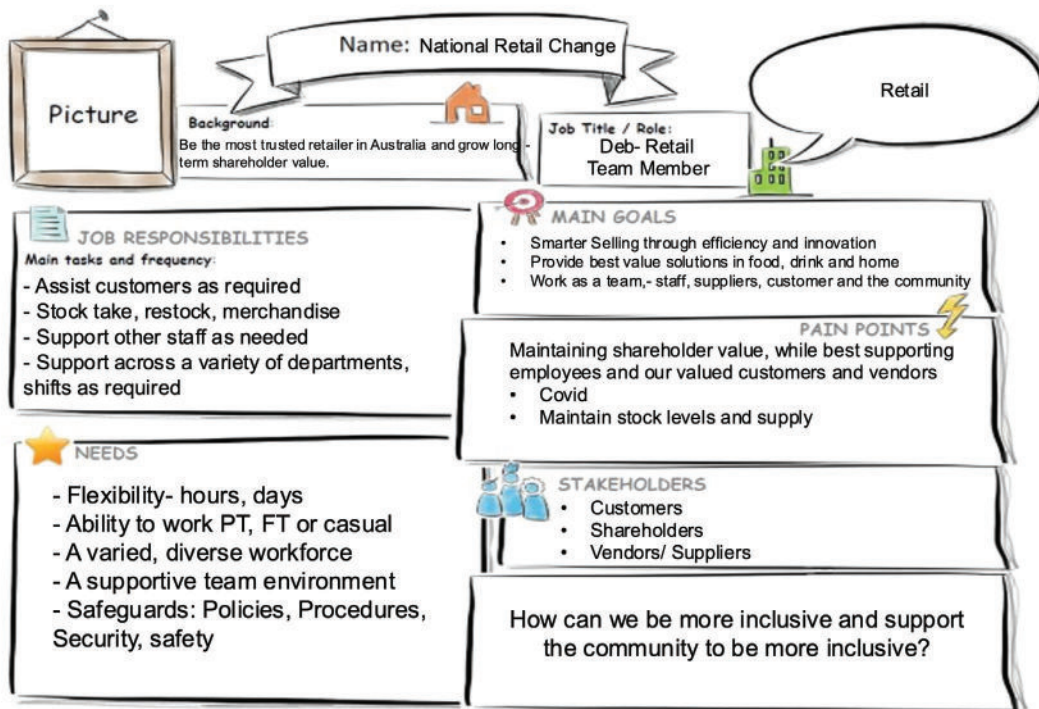 Picture
Name: National Retail Change
Background:
Be the most trusted retailer in Australia and grow long -
term shareholder value.
Job Title / Role:
Deb- Retail
Team Member
Retail
JOB RESPONSIBILITIES
Main tasks and frequency:
- Assist customers as required
- Stock take, restock, merchandise
- Support other staff as needed
- Support across a variety of departments,
shifts as required
MAIN GOALS
• Smarter Selling through efficiency and innovation
• Provide best value solutions in food, drink and home
• Work as a team,- staff, suppliers, customer and the community
PAIN POINTS
Maintaining shareholder value, while best supporting
employees and our valued customers and vendors
• Covid
• Maintain stock levels and supply
NEEDS
- Flexibility- hours, days
- Ability to work PT, FT or casual
- A varied, diverse workforce
- A supportive team environment
- Safeguards: Policies, Procedures,
Security, safety
STAKEHOLDERS
• Customers
• Shareholders
• Vendors/ Suppliers
How can we be more inclusive and support
the community to be more inclusive?